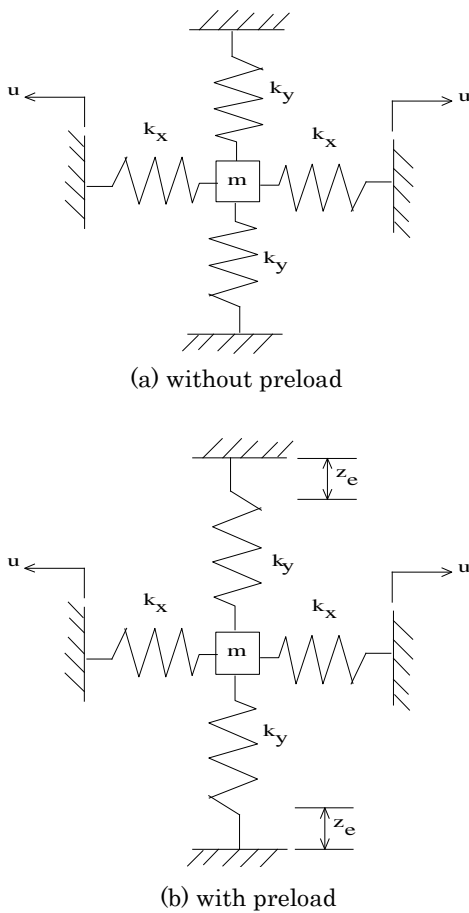 k_y
u
u
k_x
k_x
m
k_y
(a) without preload
z_e
k_y
u
u
k_x
k_x
m
k_y
z_e
(b) with preload